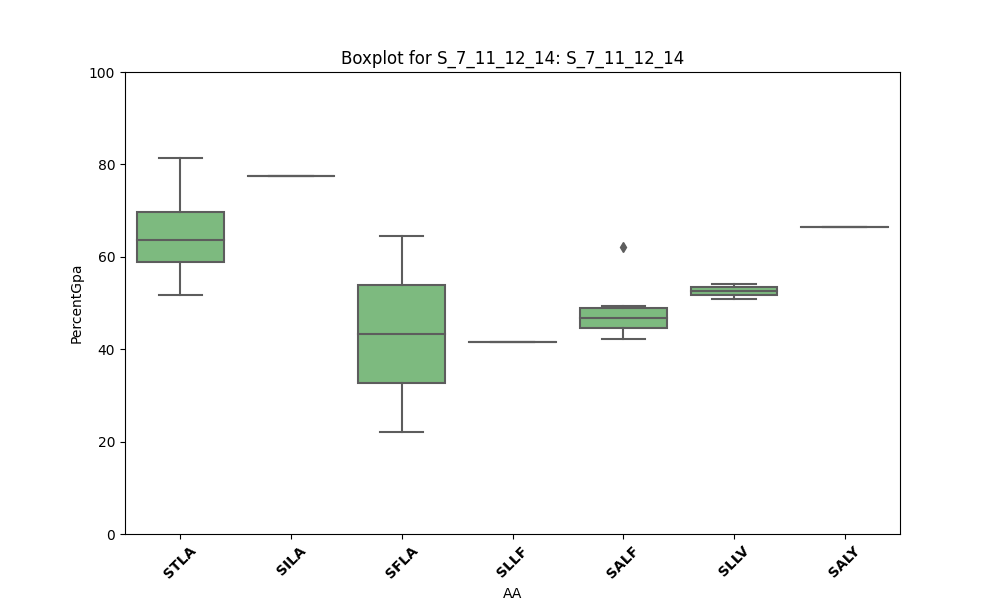 Boxplot for S_7_11_12_14: S_7_11_12_14
100
80
60
40
20
0
PercentGpa
STLA
SILA
SFLA
SLLF
SALF
SLLV
SALY
AA